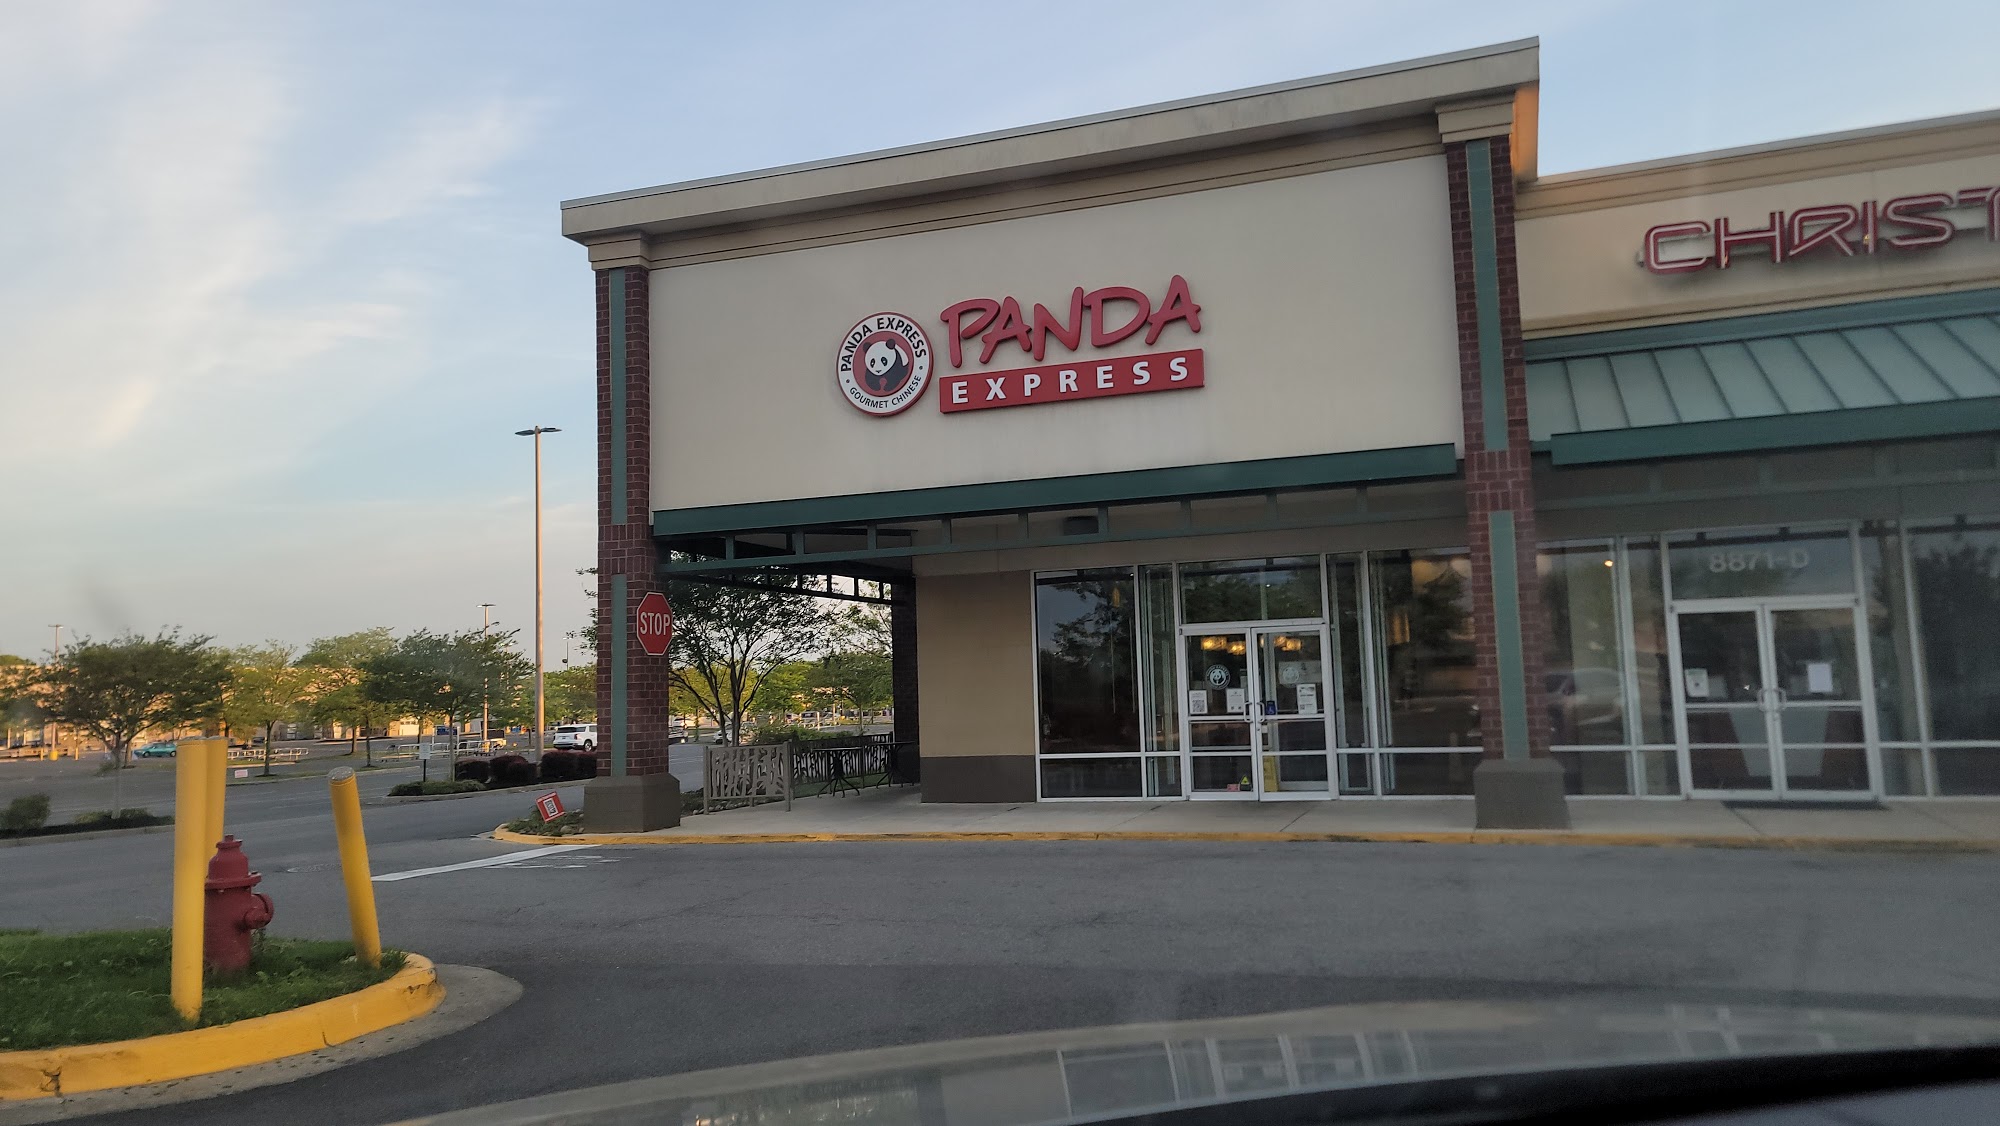 PANDA EXPRESS
GOURMET CHINESE
PANDA
EXPRESS
CHRIST
STOP
8871-D